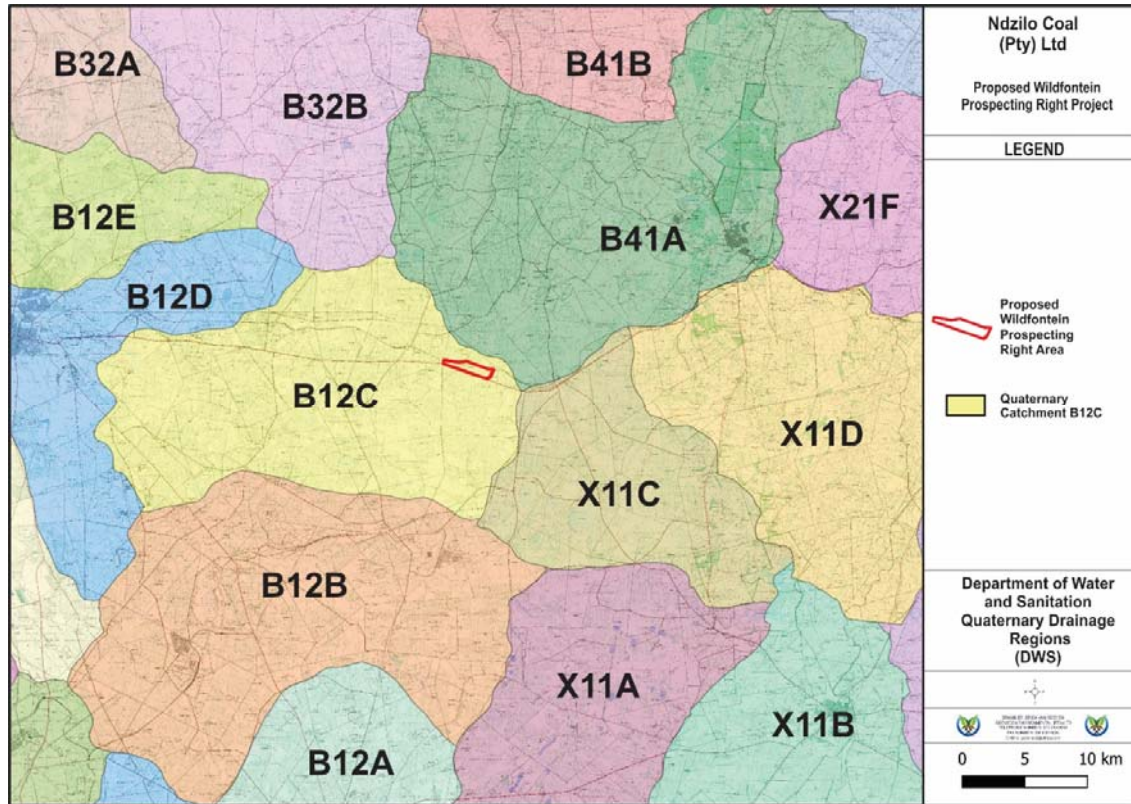 B32A
B32B
B41B
B12E
B41A
X21F
B12D
B12C
X11D
X11C
B12B
X11A
X11B
B12A
Ndzilo Coal
(Pty) Ltd
Proposed Wildfontein
Prospecting Right Project
LEGEND
Proposed
Wildfontein
Prospecting
Right Area
Quaternary
Catchment B12C
Department of Water
and Sanitation
Quaternary Drainage
Regions
(DWS)
0 5 10 km